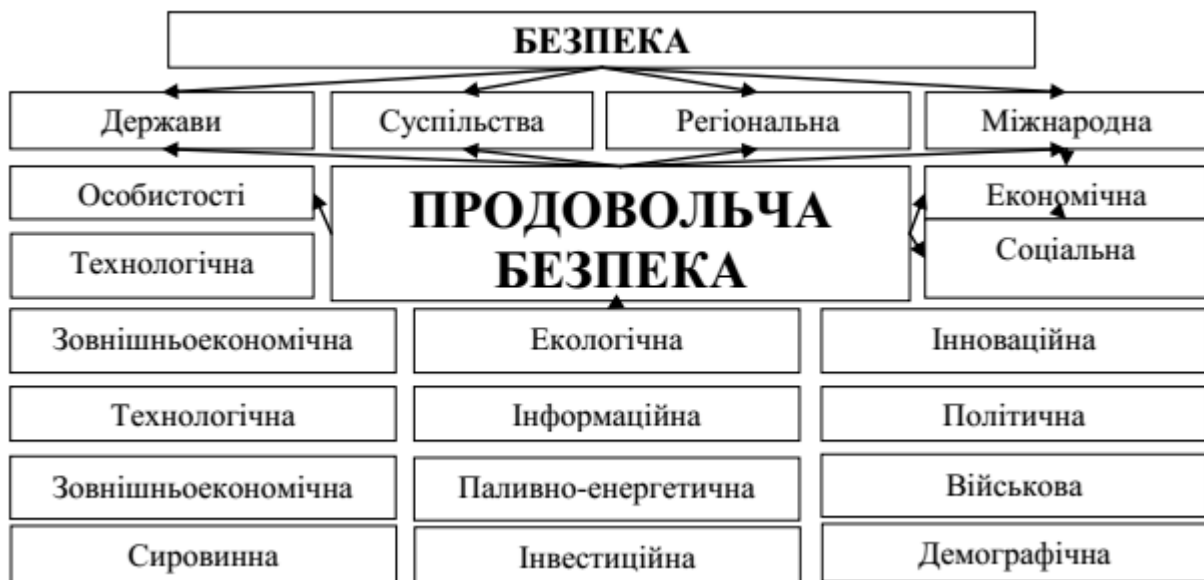 БЕЗПЕКА
Держави
Суспільства
Регіональна
Міжнародна
Особистості
ПРОДОВОЛЬЧА
БЕЗПЕКА
Економічна
Технологічна
Соціальна
Зовнішньоекономічна
Екологічна
Інноваційна
Технологічна
Інформаційна
Політична
Зовнішньоекономічна
Паливно-енергетична
Військова
Сировинна
Інвестиційна
Демографічна